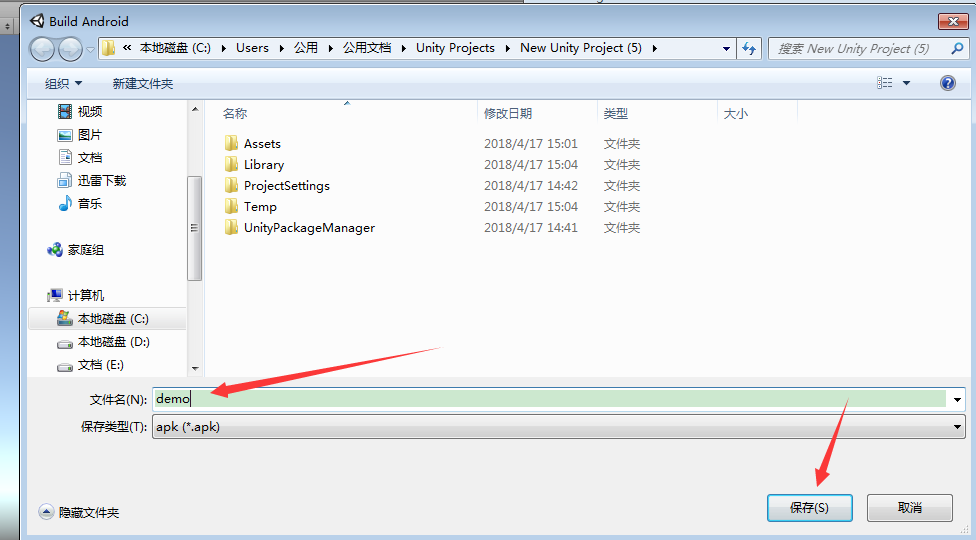 Build Android
« 本地磁盘 (C:) Users 公用 公用文档 Unity Projects New Unity Project (5)
搜索 New Unity Project (5)
组织 新建文件夹
视频
图片
文档
迅雷下载
音乐
家庭组
计算机
本地磁盘 (C:)
本地磁盘 (D:)
文档 (E:)
名称 修改日期 类型 大小
Assets 2018/4/17 15:01 文件夹
Library 2018/4/17 15:04 文件夹
ProjectSettings 2018/4/17 14:42 文件夹
Temp 2018/4/17 15:04 文件夹
UnityPackageManager 2018/4/17 14:41 文件夹
文件名(N): demo
保存类型(T): apk (*.apk)
隐藏文件夹 保存(S) 取消